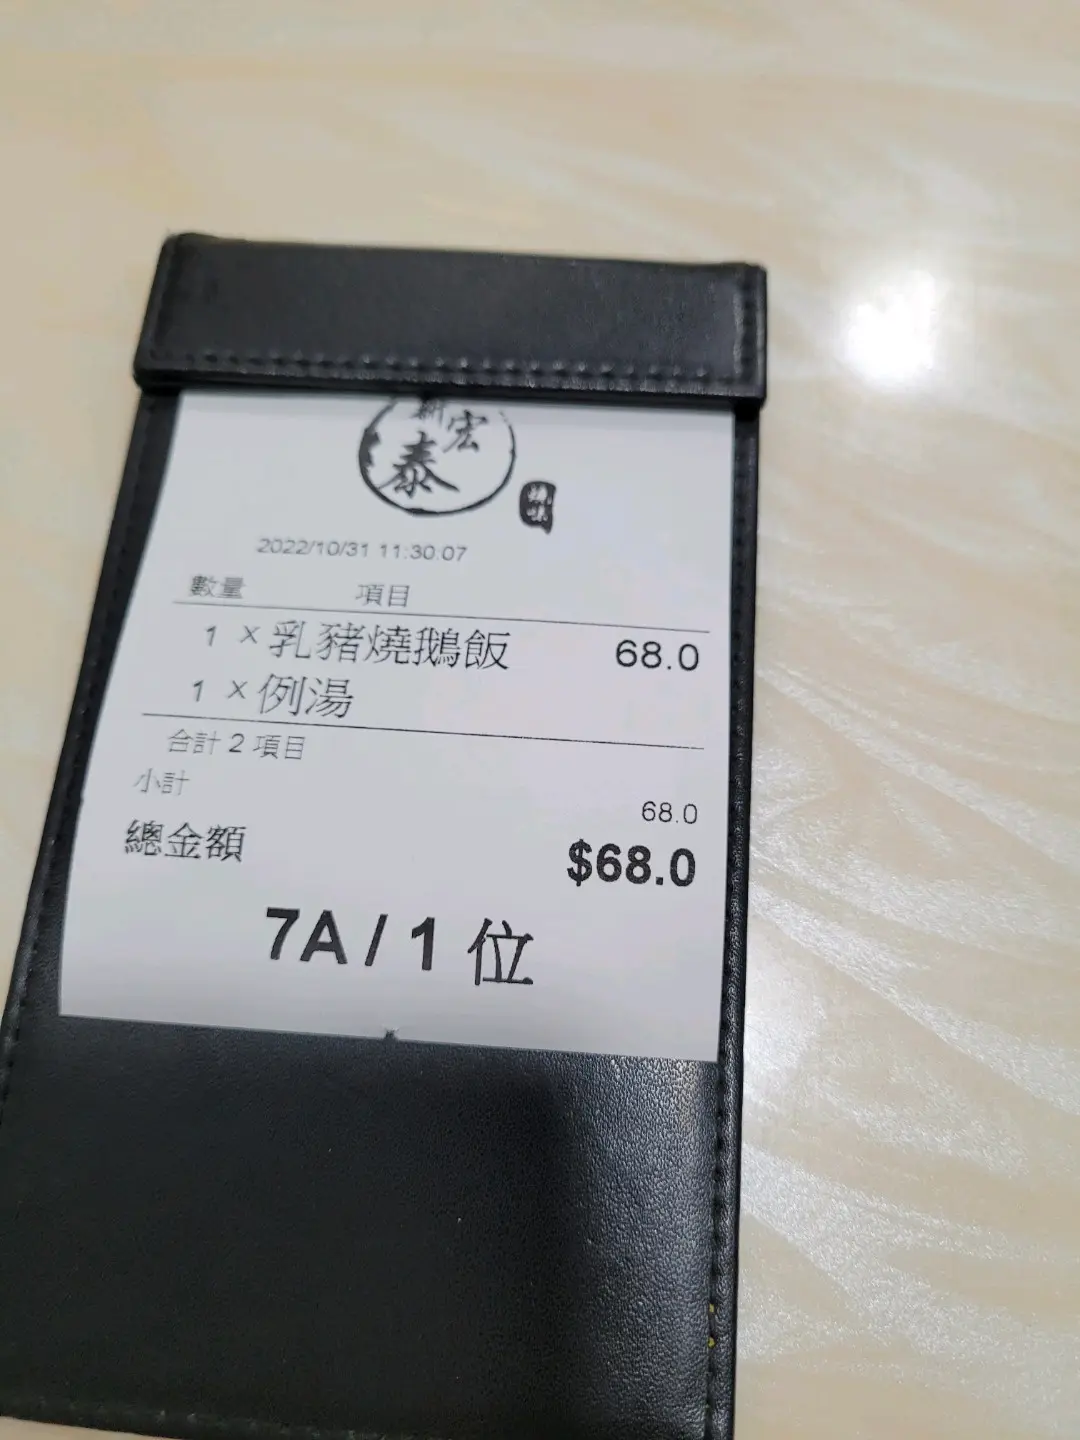 新宏
泰
燒味
2022/10/31 11:30:07
數量 項目
1 × 乳豬燒鵝飯 68.0
1 × 例湯
合計 2 項目
小計 68.0
總金額 $68.0
7A / 1 位